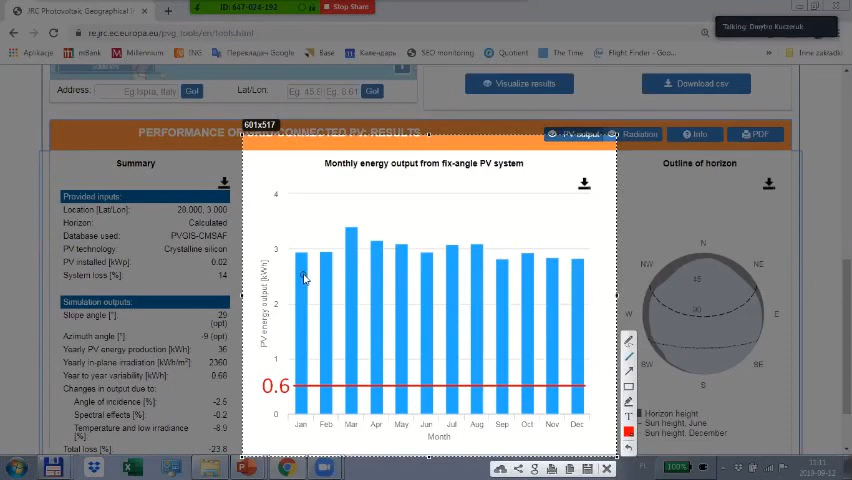 JRC Photovoltaic Geographical In
ID: 647-024-192
Stop Share
re.jrc.ec.europa.eu/pvg_tools/en/tools.html
Talking: Dmytro Kuczeruk
Aplikacje
mBank
Millennium
ING
Перекладач Google
Base
Календарь
SEO monitoring
Quotient
The Time
Flight Finder - Goo...
Inne zakładki
Address:
Eg.Ispra, Italy
Go!
Lat/Lon:
Eg. 45.8
Eg. 8.61
Go!
Visualize results
Download csv
601x517
PERFORMANCE OF GRID-CONNECTED PV: RESULTS
PV output
Radiation
Info
PDF
Summary
Provided inputs:
Location [Lat/Lon]: 28.000, 3.000
Horizon: Calculated
Database used: PVGIS-CMSAF
PV technology: Crystalline silicon
PV installed [kWp]: 0.02
System loss [%]: 14
Simulation outputs:
Slope angle [°]: 29 (opt)
Azimuth angle [°]: -9 (opt)
Yearly PV energy production [kWh]: 36
Yearly in-plane irradiation [kWh/m²]: 2360
Year to year variability [kWh]: 0.68
Changes in output due to:
Angle of incidence [%]: -2.5
Spectral effects [%]: -0.2
Temperature and low irradiance [%]: -8.9
Total loss [%]: -23.8
Monthly energy output from fix-angle PV system
PV energy output [kWh]
4
3
2
1
0
0.6
Jan Feb Mar Apr May Jun Jul Aug Sep Oct Nov Dec
Month
Outline of horizon
N
NW
NE
45
W
E
SW
SE
S
Horizon height
Sun height, June
Sun height, December
T
PL
100%
11:11
2019-09-12